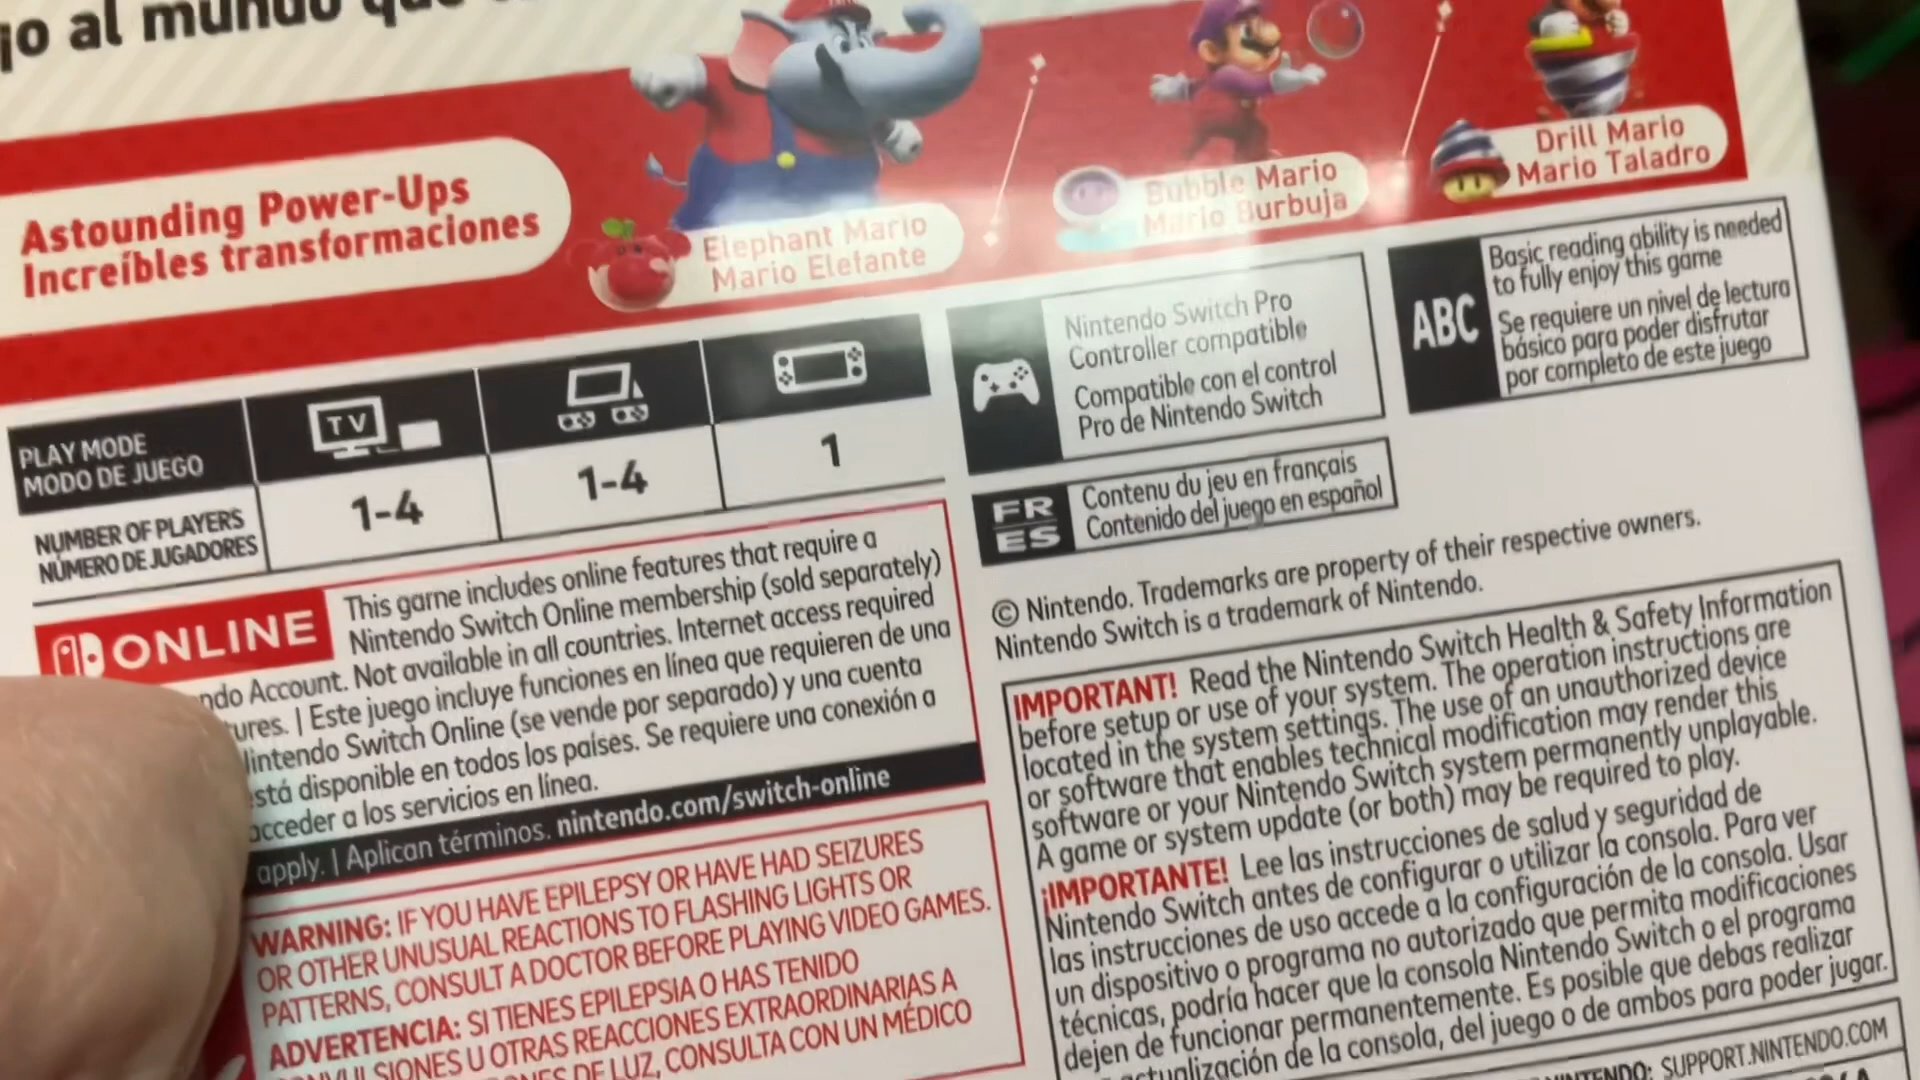 jo al mundo que
Astounding Power-Ups
Increíbles transformaciones
Elephant Mario
Mario Elefante
Bubble Mario
Mario Burbuja
Drill Mario
Mario Taladro
PLAY MODE
MODO DE JUEGO
TV
NUMBER OF PLAYERS
NÚMERO DE JUGADORES
1-4
1-4
1
Nintendo Switch Pro
Controller compatible
Compatible con el control
Pro de Nintendo Switch
ABC
Basic reading ability is needed
to fully enjoy this game
Se requiere un nivel de lectura
básico para poder disfrutar
por completo de este juego
FR
ES
Contenu du jeu en français
Contenido del juego en español
ONLINE
This game includes online features that require a
Nintendo Switch Online membership (sold separately)
Account. Not available in all countries. Internet access required
| Este juego incluye funciones en línea que requieren de una
Nintendo Switch Online (se vende por separado) y una cuenta
está disponible en todos los países. Se requiere una conexión a
acceder a los servicios en línea.
apply. | Aplican términos. nintendo.com/switch-online
WARNING: IF YOU HAVE EPILEPSY OR HAVE HAD SEIZURES
OR OTHER UNUSUAL REACTIONS TO FLASHING LIGHTS OR
PATTERNS, CONSULT A DOCTOR BEFORE PLAYING VIDEO GAMES.
ADVERTENCIA: SI TIENES EPILEPSIA O HAS TENIDO
CONVULSIONES U OTRAS REACCIONES EXTRAORDINARIAS A
DE LUZ, CONSULTA CON UN MÉDICO
© Nintendo. Trademarks are property of their respective owners.
Nintendo Switch is a trademark of Nintendo.
IMPORTANT! Read the Nintendo Switch Health & Safety Information
before setup or use of your system. The operation instructions are
located in the system settings. The use of an unauthorized device
or software that enables technical modification may render this
software or your Nintendo Switch system permanently unplayable.
A game or system update (or both) may be required to play.
¡IMPORTANTE! Lee las instrucciones de salud y seguridad de
Nintendo Switch antes de configurar o utilizar la consola. Para ver
las instrucciones de uso accede a la configuración de la consola. Usar
un dispositivo o programa no autorizado que permita modificaciones
técnicas, podría hacer que la consola Nintendo Switch o el programa
dejen de funcionar permanentemente. Es posible que debas realizar
actualización de la consola, del juego o de ambos para poder jugar.
NINTENDO: SUPPORT.NINTENDO.COM